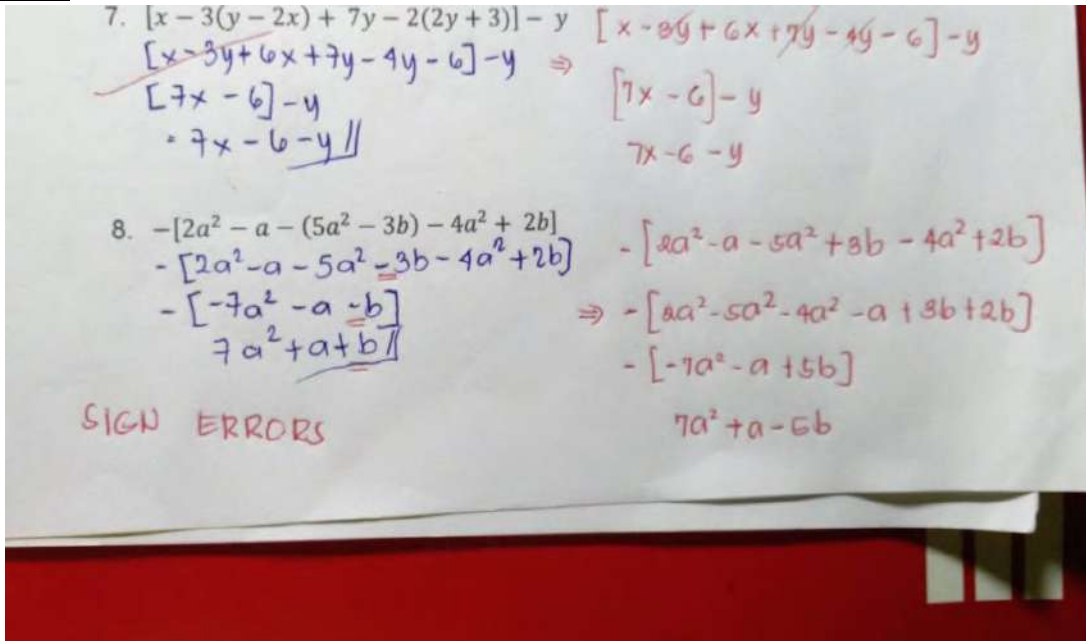 7. [x − 3(y − 2x) + 7y − 2(2y + 3)] − y
[x-3y+6x+7y-4y-6]-y
[7x-6]-y
= 7x-6-y//
⇒ [x-3y+6x+7y-4y-6]-y
[7x-6]-y
7x-6-y
8. −[2a² − a − (5a² − 3b) − 4a² + 2b]
-[2a²-a-5a²-3b-4a²+2b]
-[-7a²-a-b]
7a²+a+b//
-[2a²-a-5a²+3b-4a²+2b]
⇒ -[2a²-5a²-4a²-a+3b+2b]
-[-7a²-a+5b]
7a²+a-5b
SIGN ERRORS